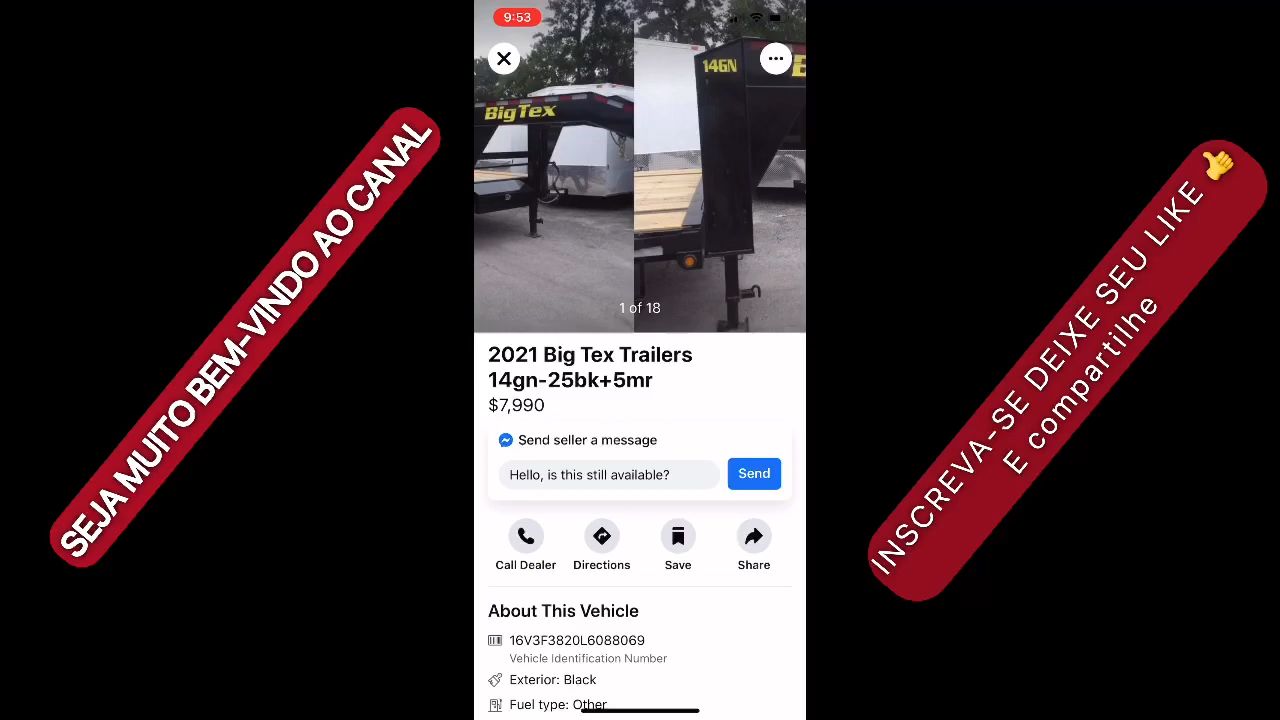 SEJA MUITO BEM-VINDO AO CANAL
9:53
BigTex
14GN
B
1 of 18
2021 Big Tex Trailers
14gn-25bk+5mr
$7,990
Send seller a message
Hello, is this still available?
Send
Call Dealer
Directions
Save
Share
About This Vehicle
16V3F3820L6088069
Vehicle Identification Number
Exterior: Black
Fuel type: Other
INSCREVA-SE DEIXE SEU LIKE 👍
E compartilhe